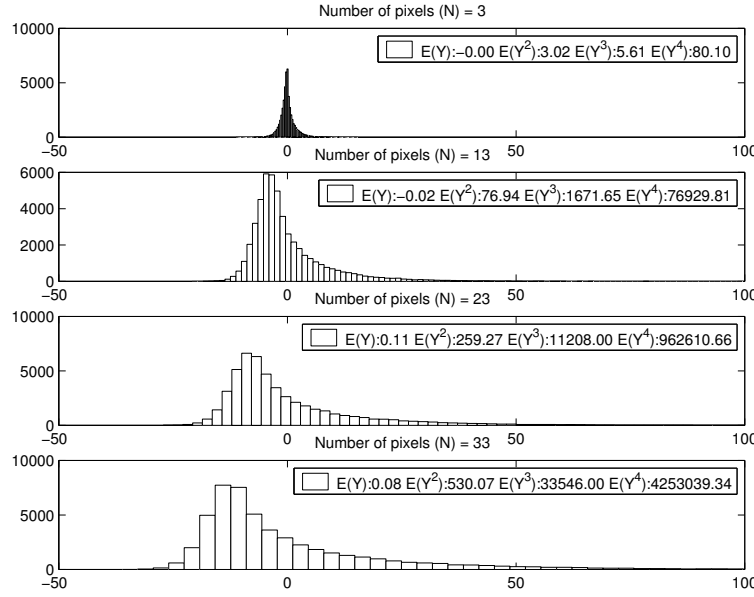 Number of pixels (N) = 3
10000
E(Y):−0.00 E(Y²):3.02 E(Y³):5.61 E(Y⁴):80.10
5000
0
−50 0 50 100
Number of pixels (N) = 13
6000
E(Y):−0.02 E(Y²):76.94 E(Y³):1671.65 E(Y⁴):76929.81
4000
2000
0
−50 0 50 100
Number of pixels (N) = 23
10000
E(Y):0.11 E(Y²):259.27 E(Y³):11208.00 E(Y⁴):962610.66
5000
0
−50 0 50 100
Number of pixels (N) = 33
10000
E(Y):0.08 E(Y²):530.07 E(Y³):33546.00 E(Y⁴):4253039.34
5000
0
−50 0 50 100